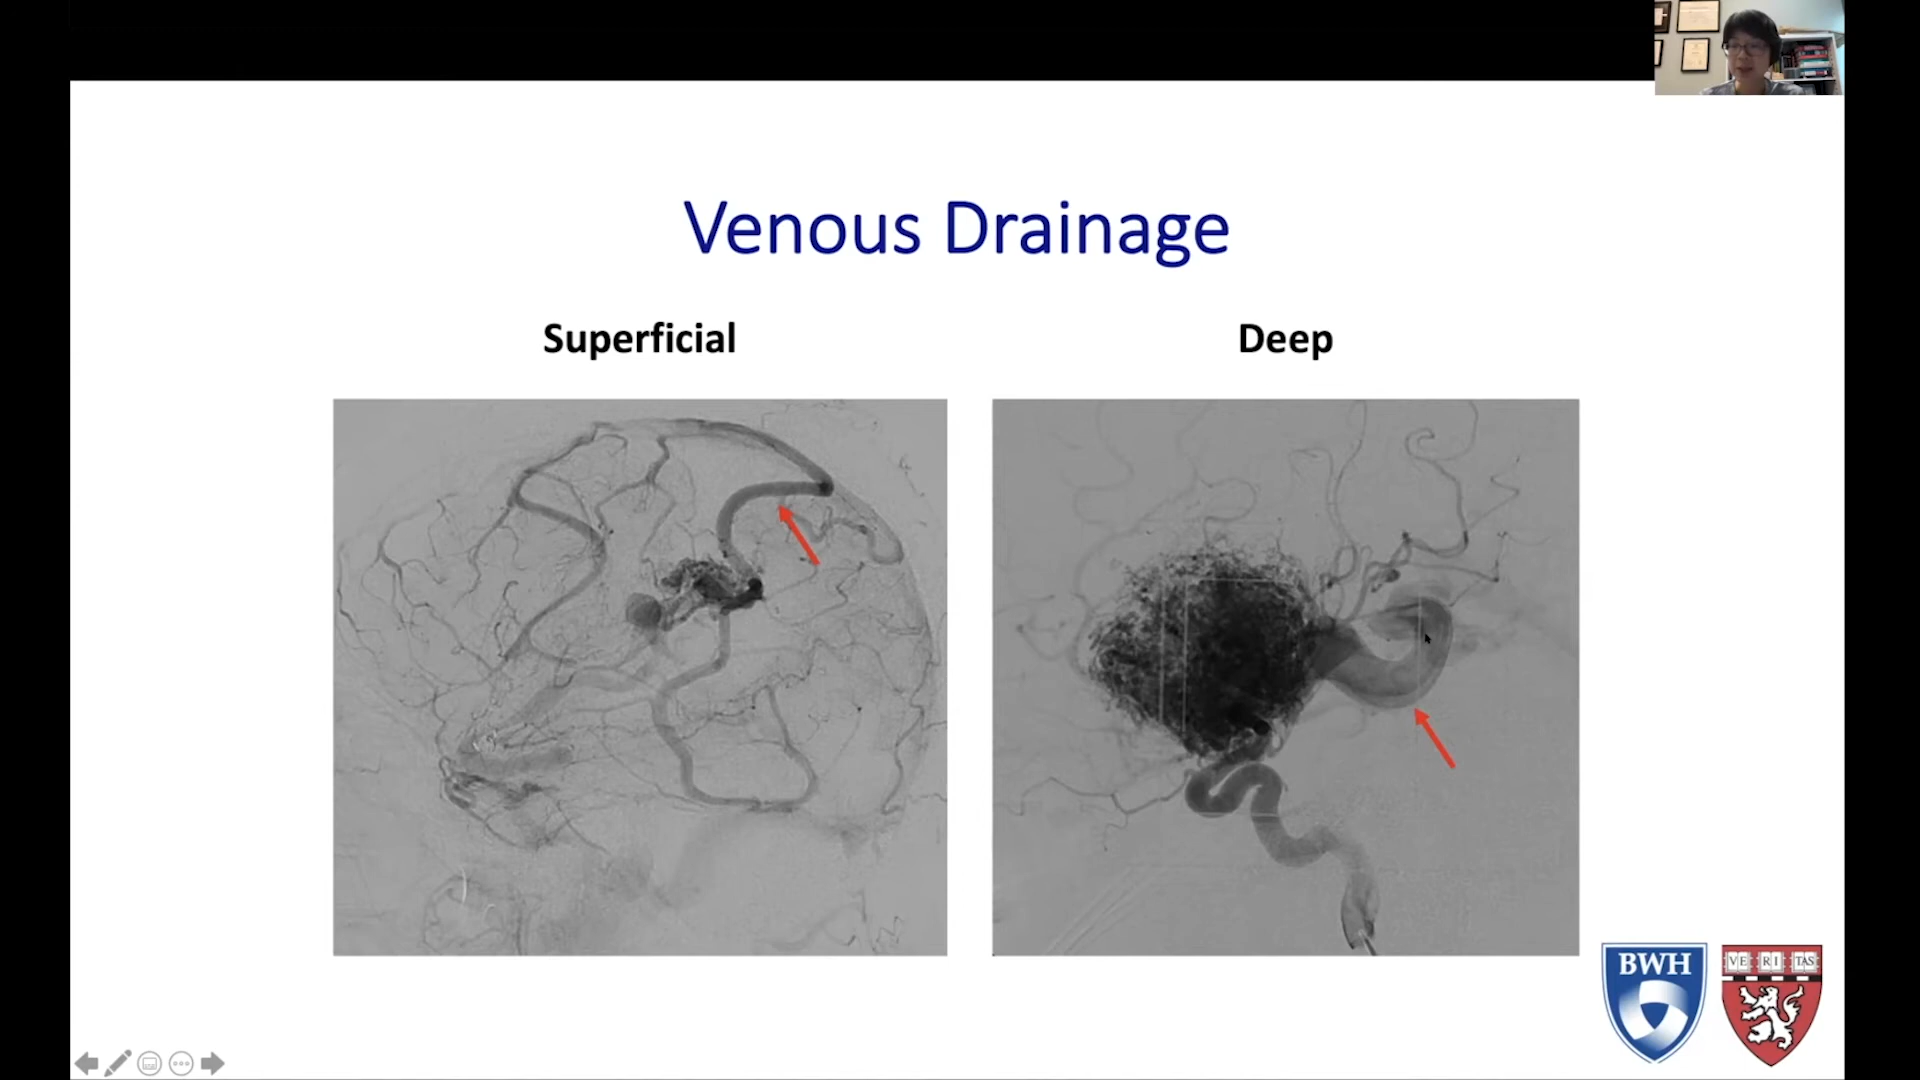 Venous Drainage
Superficial
Deep
BWH
VE RI TAS